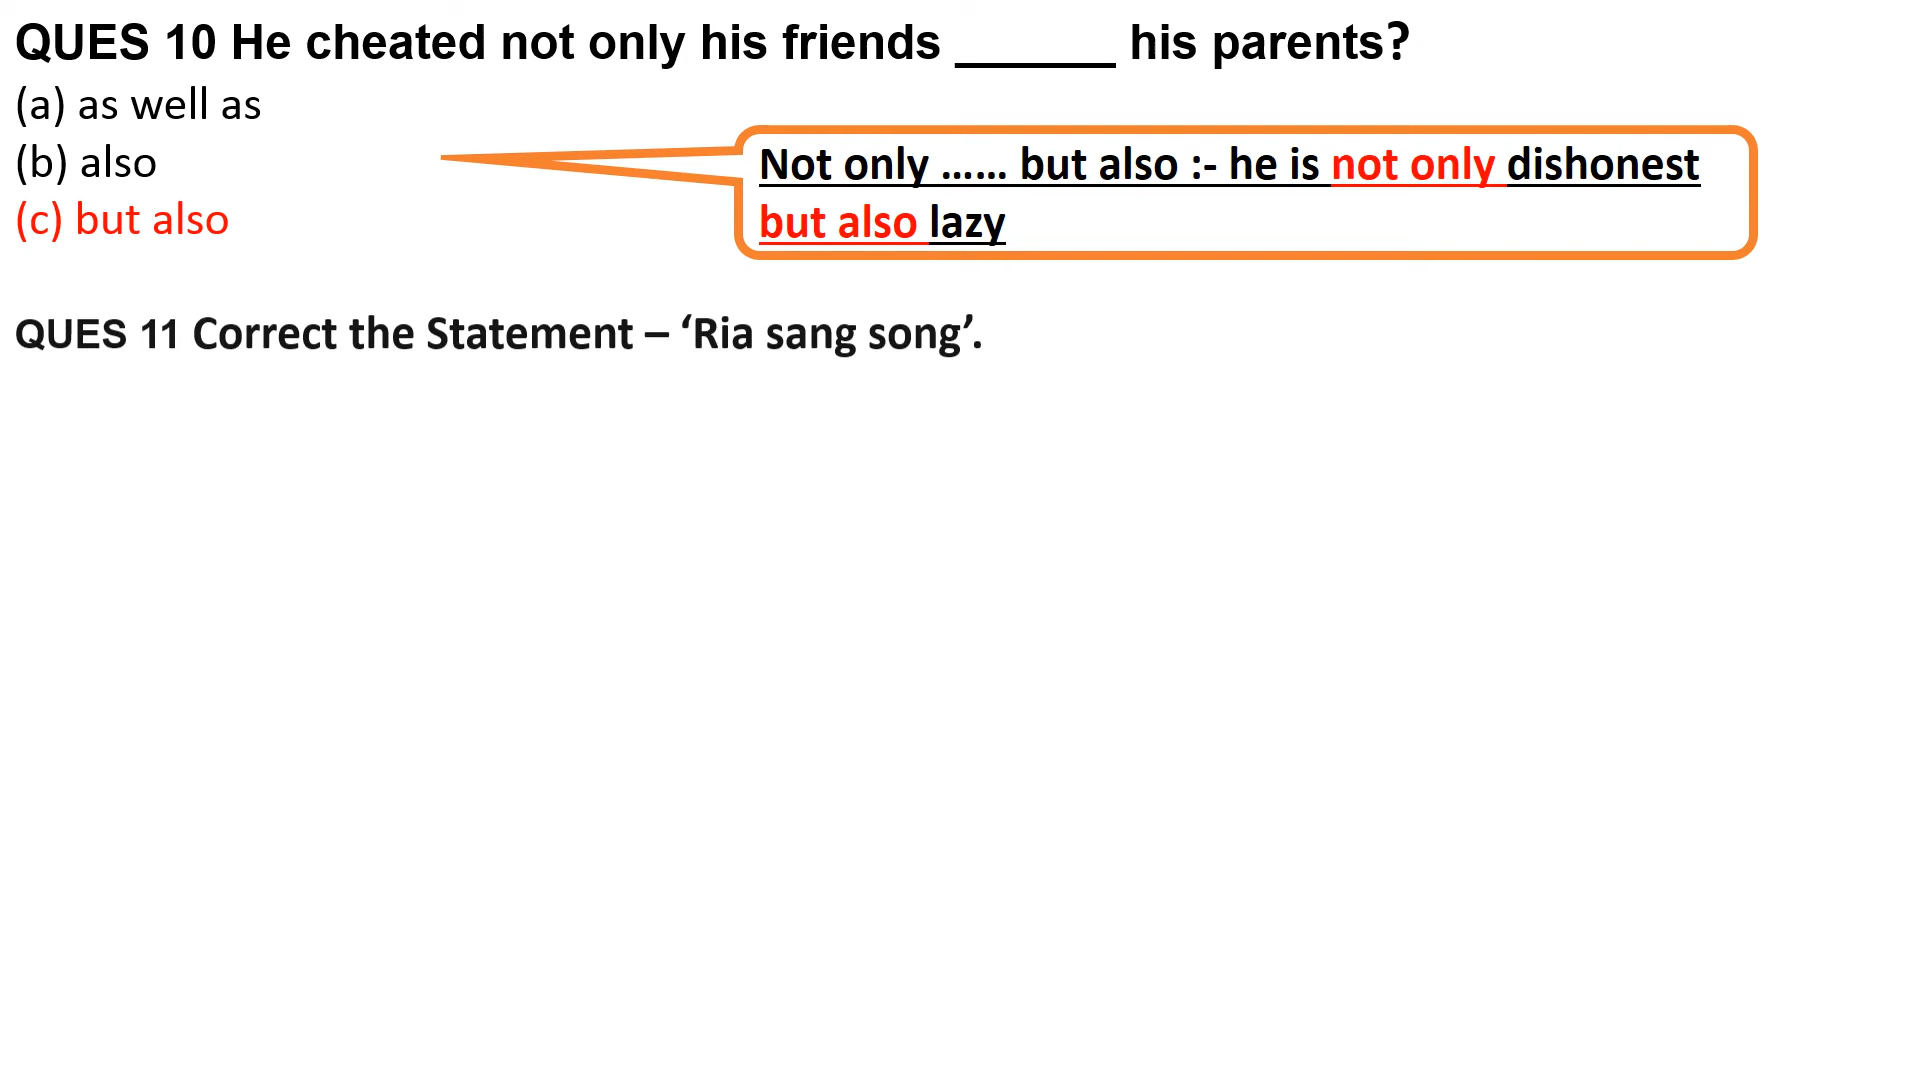 QUES 10 He cheated not only his friends ______ his parents?
(a) as well as
(b) also
(c) but also
Not only …… but also :- he is not only dishonest
but also lazy
QUES 11 Correct the Statement – ‘Ria sang song’.